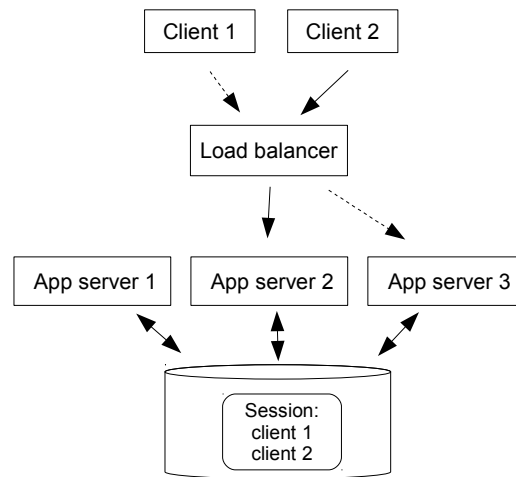 Client 1
Client 2
Load balancer
App server 1
App server 2
App server 3
Session:
client 1
client 2